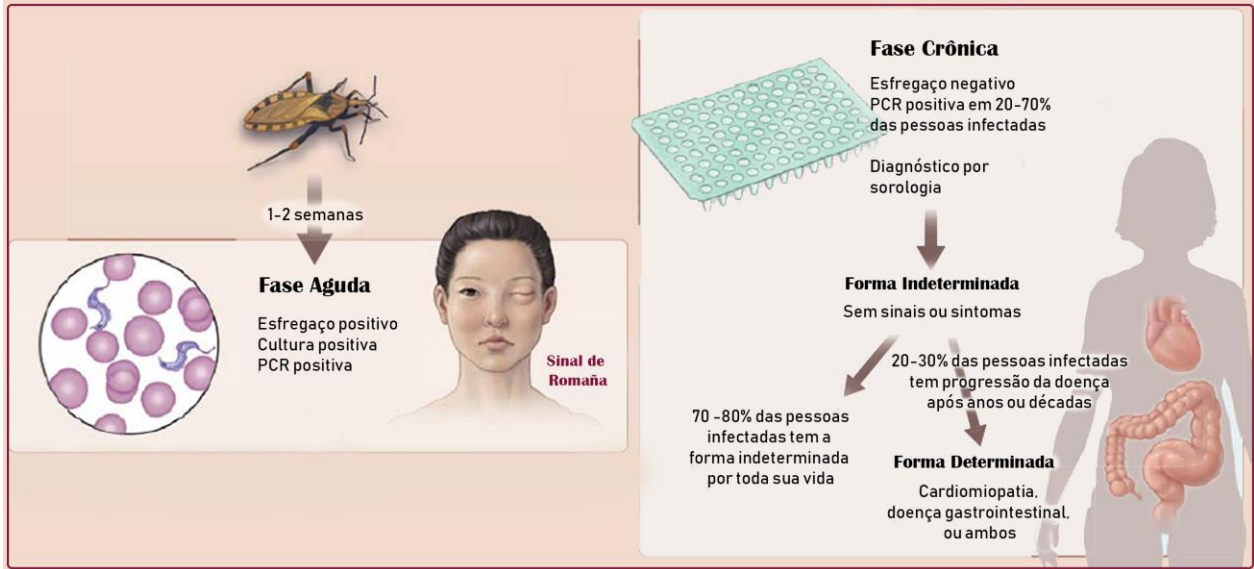 1-2 semanas
Fase Aguda
Esfregaço positivo
Cultura positiva
PCR positiva
Sinal de
Romaña
Fase Crônica
Esfregaço negativo
PCR positiva em 20-70%
das pessoas infectadas
Diagnóstico por
sorologia
Forma Indeterminada
Sem sinais ou sintomas
70 -80% das pessoas
infectadas tem a
forma indeterminada
por toda sua vida
20-30% das pessoas infectadas
tem progressão da doença
após anos ou décadas
Forma Determinada
Cardiomiopatia,
doença gastrointestinal,
ou ambos